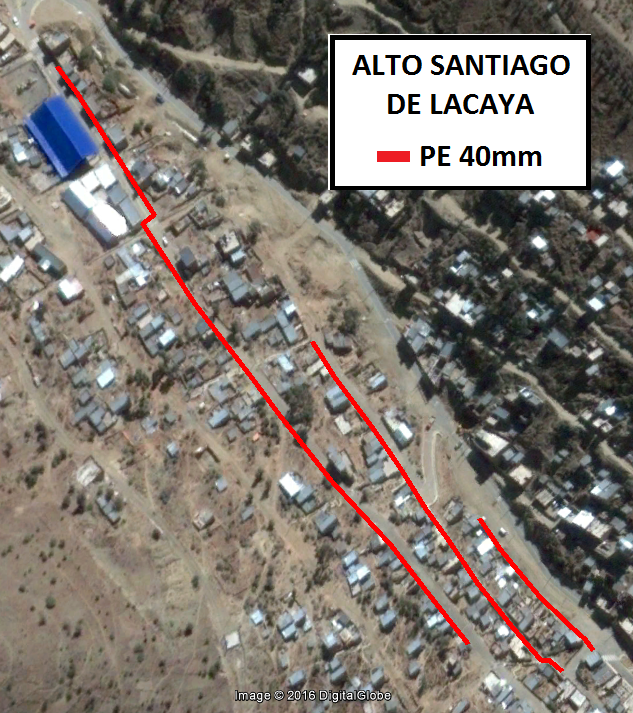 ALTO SANTIAGO
DE LACAYA
PE 40mm
Image © 2016 DigitalGlobe